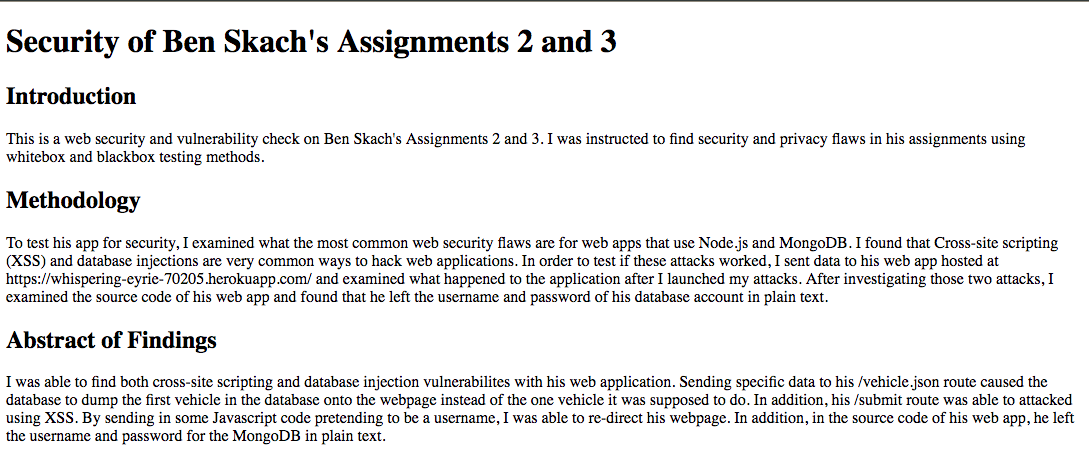 Security of Ben Skach's Assignments 2 and 3
Introduction
This is a web security and vulnerability check on Ben Skach's Assignments 2 and 3. I was instructed to find security and privacy flaws in his assignments using
whitebox and blackbox testing methods.
Methodology
To test his app for security, I examined what the most common web security flaws are for web apps that use Node.js and MongoDB. I found that Cross-site scripting
(XSS) and database injections are very common ways to hack web applications. In order to test if these attacks worked, I sent data to his web app hosted at
https://whispering-eyrie-70205.herokuapp.com/ and examined what happened to the application after I launched my attacks. After investigating those two attacks, I
examined the source code of his web app and found that he left the username and password of his database account in plain text.
Abstract of Findings
I was able to find both cross-site scripting and database injection vulnerabilites with his web application. Sending specific data to his /vehicle.json route caused the
database to dump the first vehicle in the database onto the webpage instead of the one vehicle it was supposed to do. In addition, his /submit route was able to attacked
using XSS. By sending in some Javascript code pretending to be a username, I was able to re-direct his webpage. In addition, in the source code of his web app, he left
the username and password for the MongoDB in plain text.